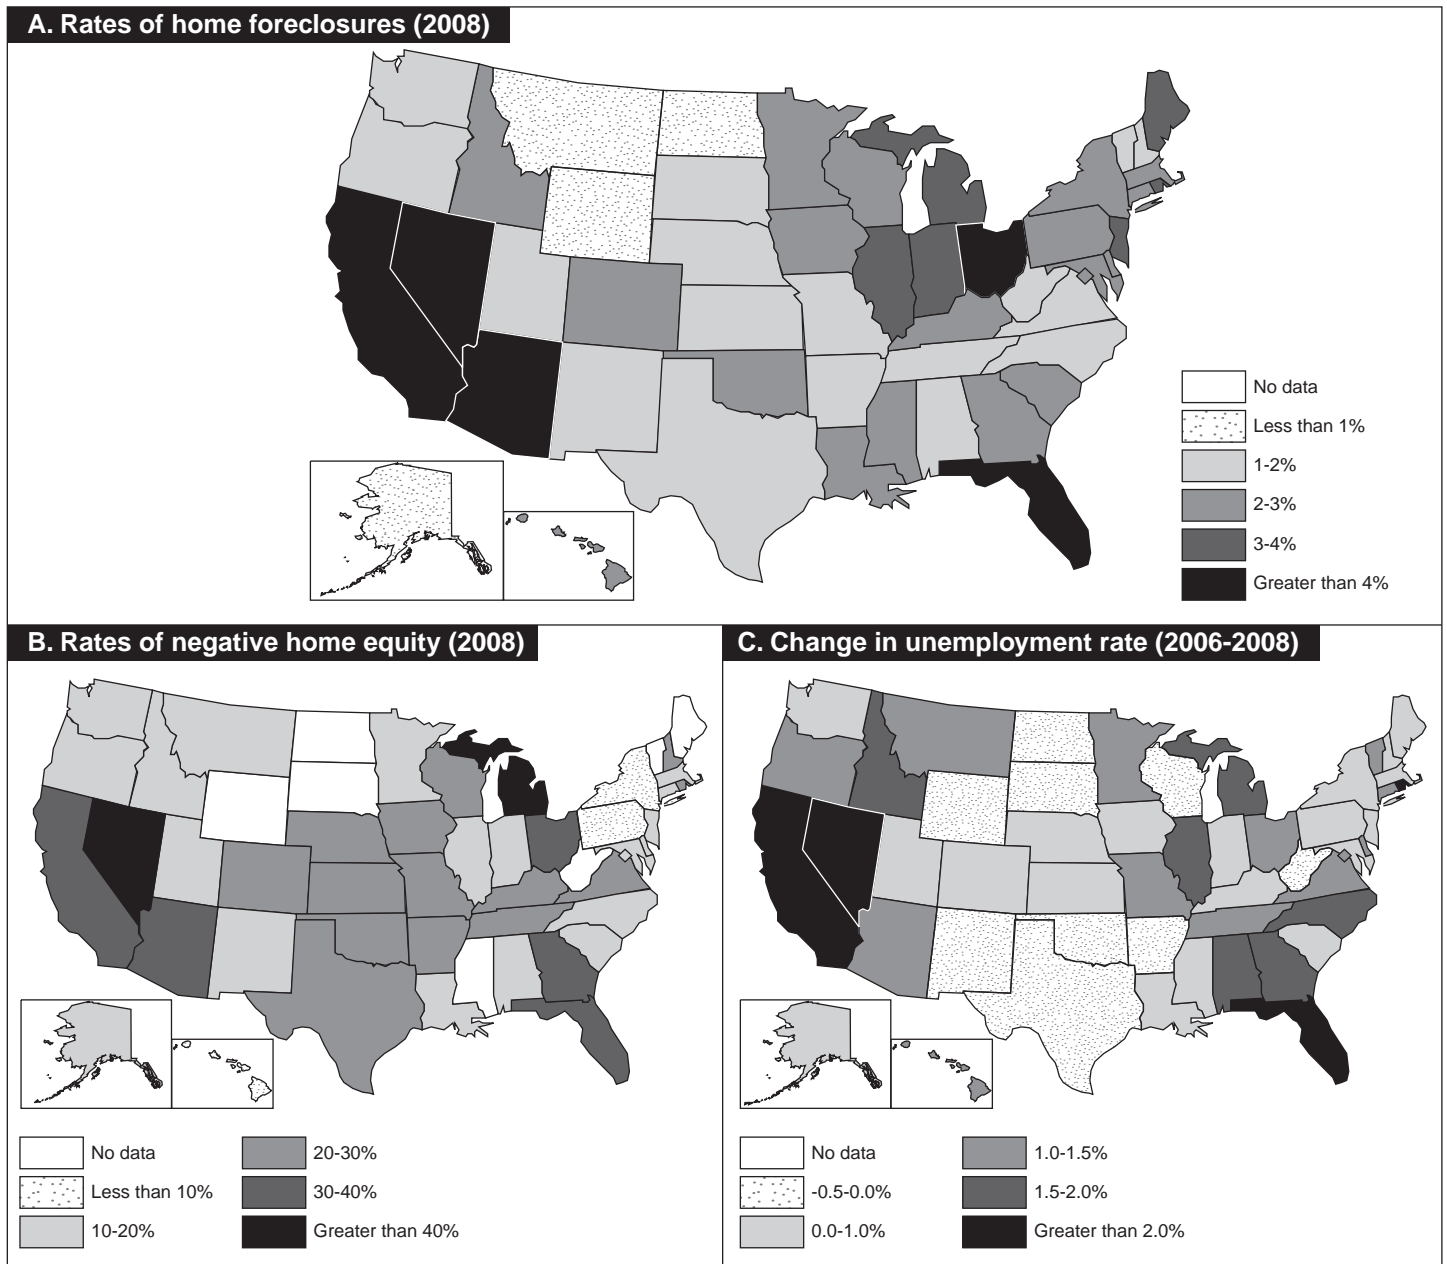 A. Rates of home foreclosures (2008)
No data
Less than 1%
1-2%
2-3%
3-4%
Greater than 4%
B. Rates of negative home equity (2008)
No data
Less than 10%
10-20%
20-30%
30-40%
Greater than 40%
C. Change in unemployment rate (2006-2008)
No data
-0.5-0.0%
0.0-1.0%
1.0-1.5%
1.5-2.0%
Greater than 2.0%